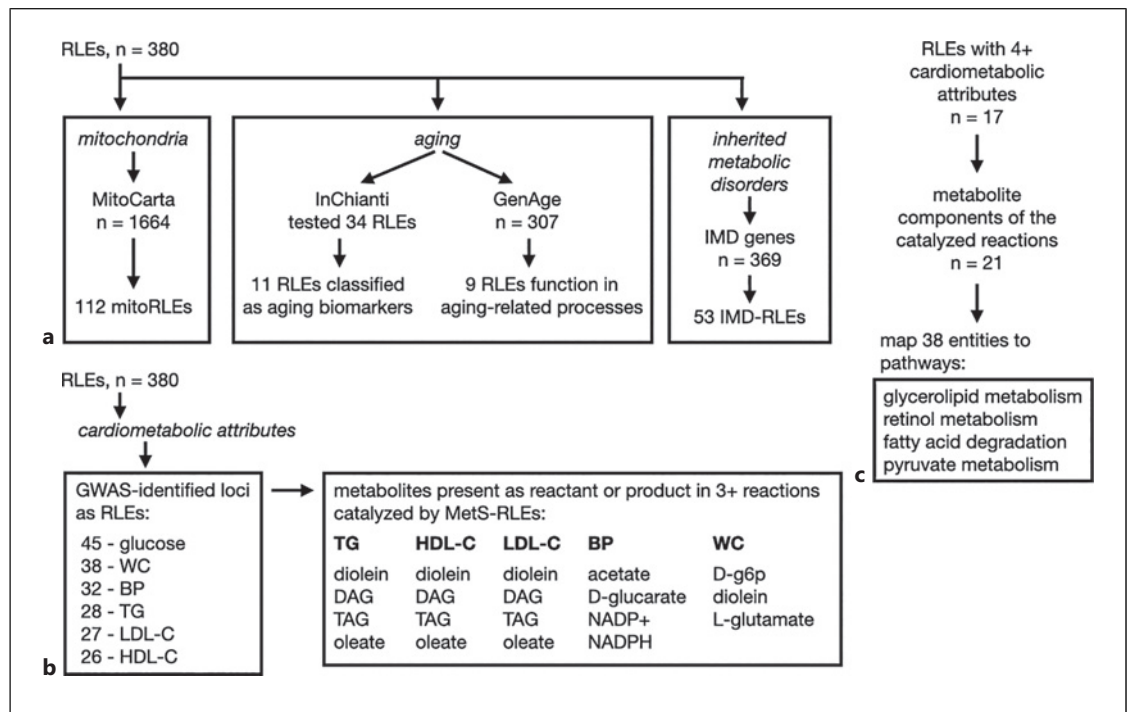 RLEs, n = 380
mitochondria
MitoCarta
n = 1664
112 mitoRLEs
aging
InChianti
tested 34 RLEs
11 RLEs classified
as aging biomarkers
GenAge
n = 307
9 RLEs function in
aging-related processes
inherited
metabolic
disorders
IMD genes
n = 369
53 IMD-RLEs
a
RLEs, n = 380
cardiometabolic attributes
GWAS-identified loci
as RLEs:
45 - glucose
38 - WC
32 - BP
28 - TG
27 - LDL-C
26 - HDL-C
metabolites present as reactant or product in 3+ reactions
catalyzed by MetS-RLEs:
TG HDL-C LDL-C BP WC
diolein diolein diolein acetate D-g6p
DAG DAG DAG D-glucarate diolein
TAG TAG TAG NADP+ L-glutamate
oleate oleate oleate NADPH
b
RLEs with 4+
cardiometabolic
attributes
n = 17
metabolite
components of the
catalyzed reactions
n = 21
map 38 entities to
pathways:
glycerolipid metabolism
retinol metabolism
fatty acid degradation
pyruvate metabolism
c